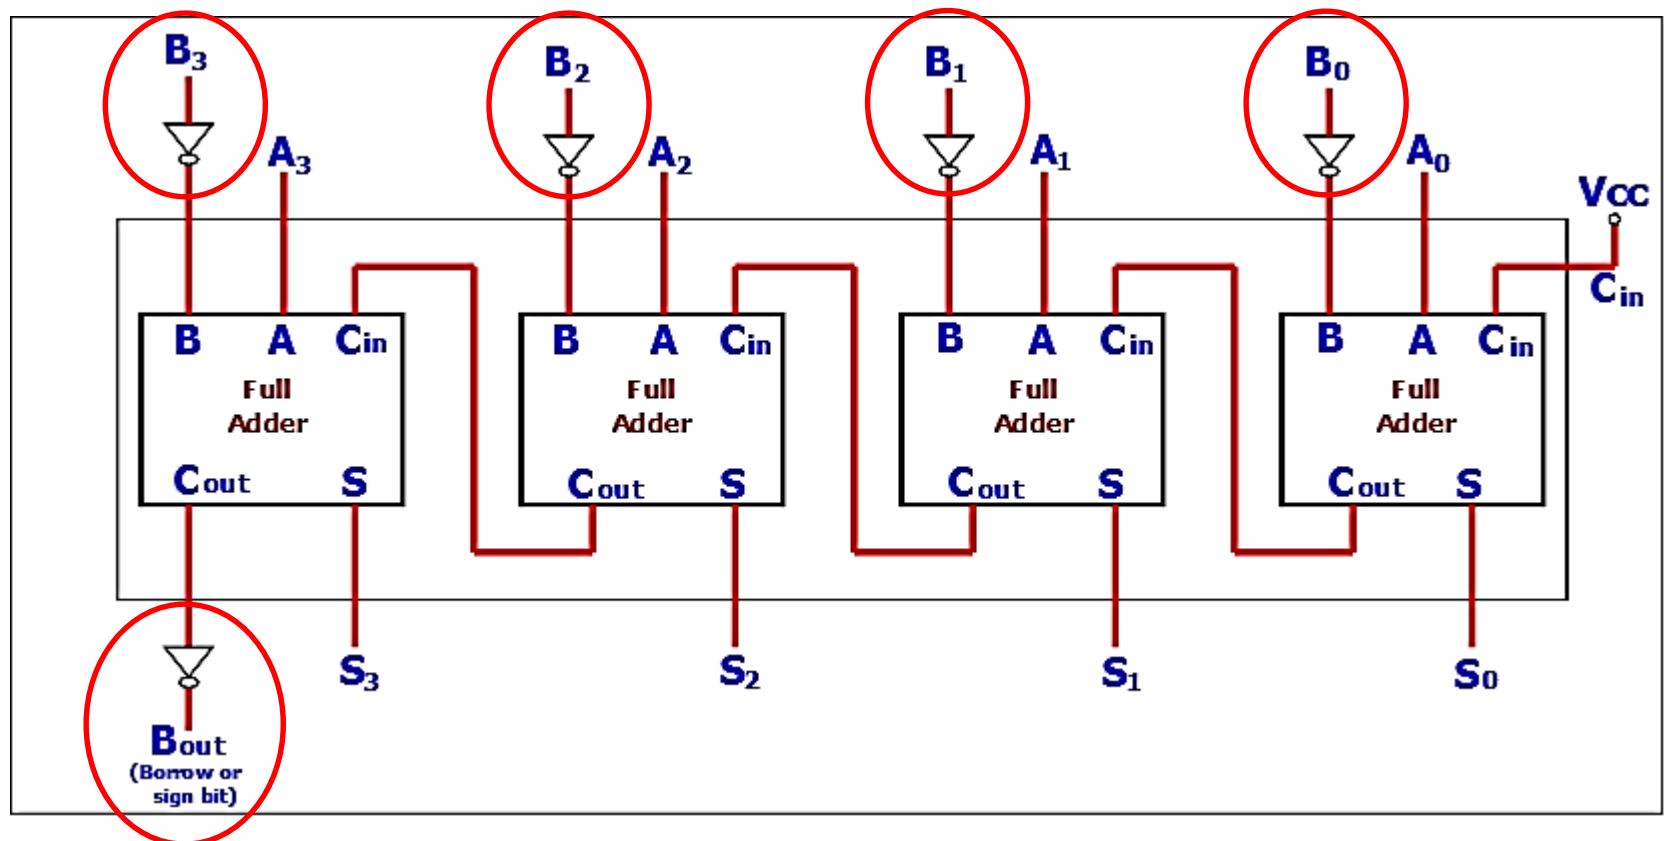 B3 B2 B1 B0
A3 A2 A1 A0
VCC
Cin
B A Cin B A Cin B A Cin B A Cin
Full Full Full Full
Adder Adder Adder Adder
Cout S Cout S Cout S Cout S
S3 S2 S1 S0
Bout
(Borrow or
sign bit)